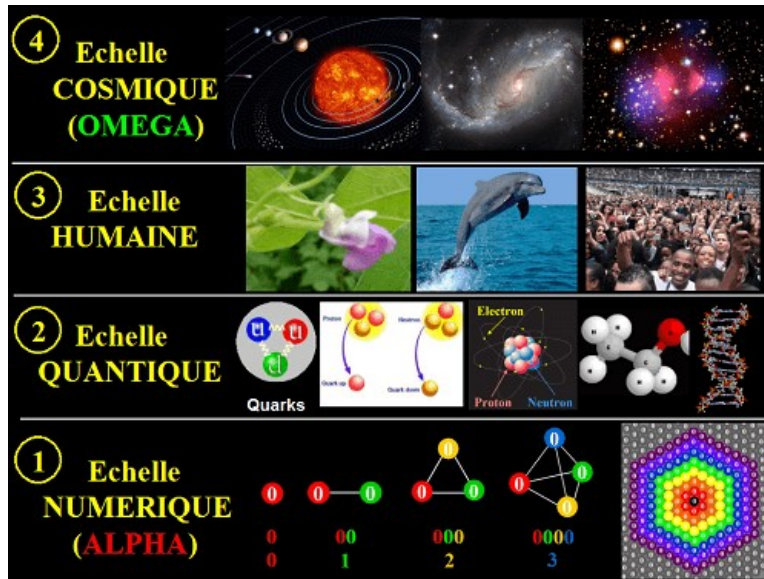 4 Echelle
COSMIQUE
(OMEGA)
3 Echelle
HUMAINE
2 Echelle
QUANTIQUE
U U
d
Quarks
Proton Neutron
Quark up Quark down
Electron
Proton Neutron
H H H H H
C C
1 Echelle
NUMERIQUE
(ALPHA)
0 0 0 0 0 0 0 0 0 0
0 00 000 0000
0 1 2 3